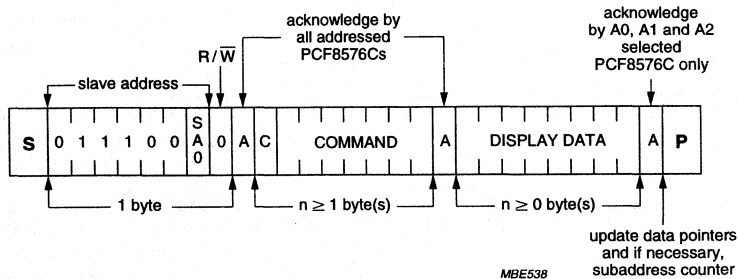 acknowledge by
all addressed
PCF8576Cs
acknowledge
by A0, A1 and A2
selected
PCF8576C only
R / W
slave address
S 0 1 1 1 0 0 SA0 0 A C COMMAND A DISPLAY DATA A P
1 byte
n ≥ 1 byte(s)
n ≥ 0 byte(s)
update data pointers
and if necessary,
subaddress counter
MBE538